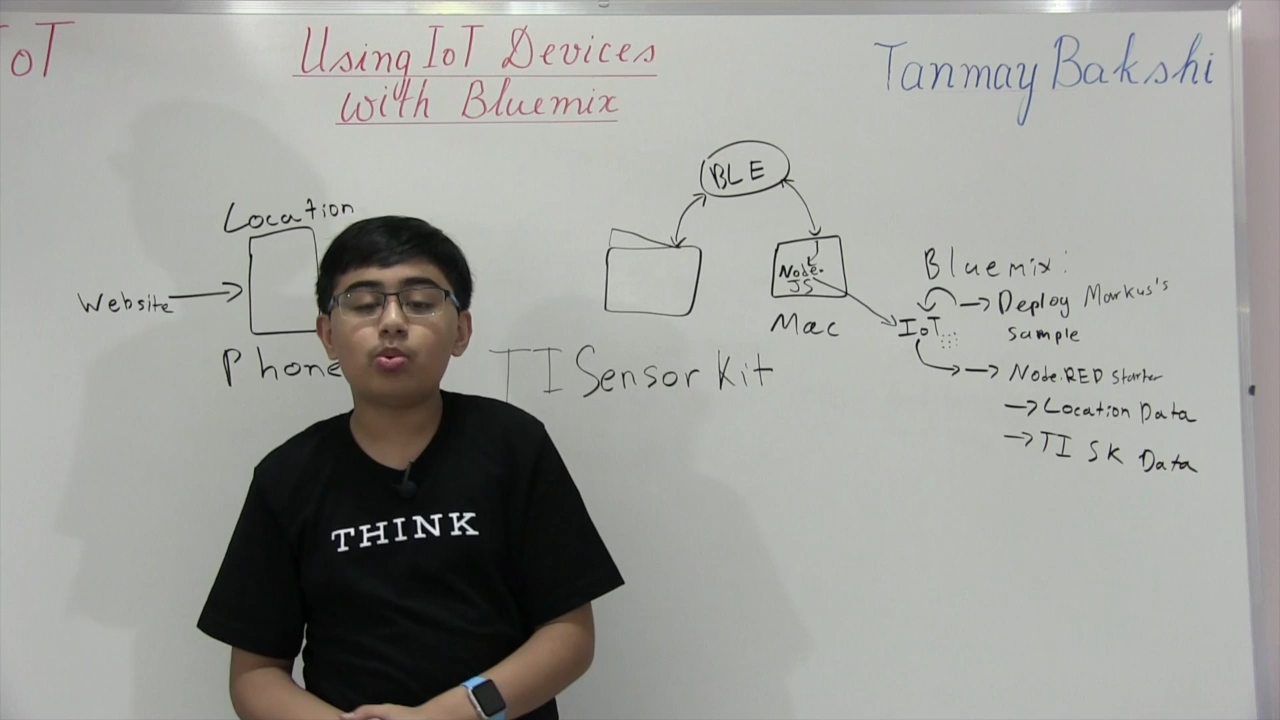 IoT
Using IoT Devices
with Bluemix
Tanmay Bakshi
BLE
Location
Website
Phone
Node.
JS
Mac
TI Sensor Kit
Bluemix:
IoT
Deploy Markus's
sample
Node.RED Starter
Location Data
TI SK Data
THINK